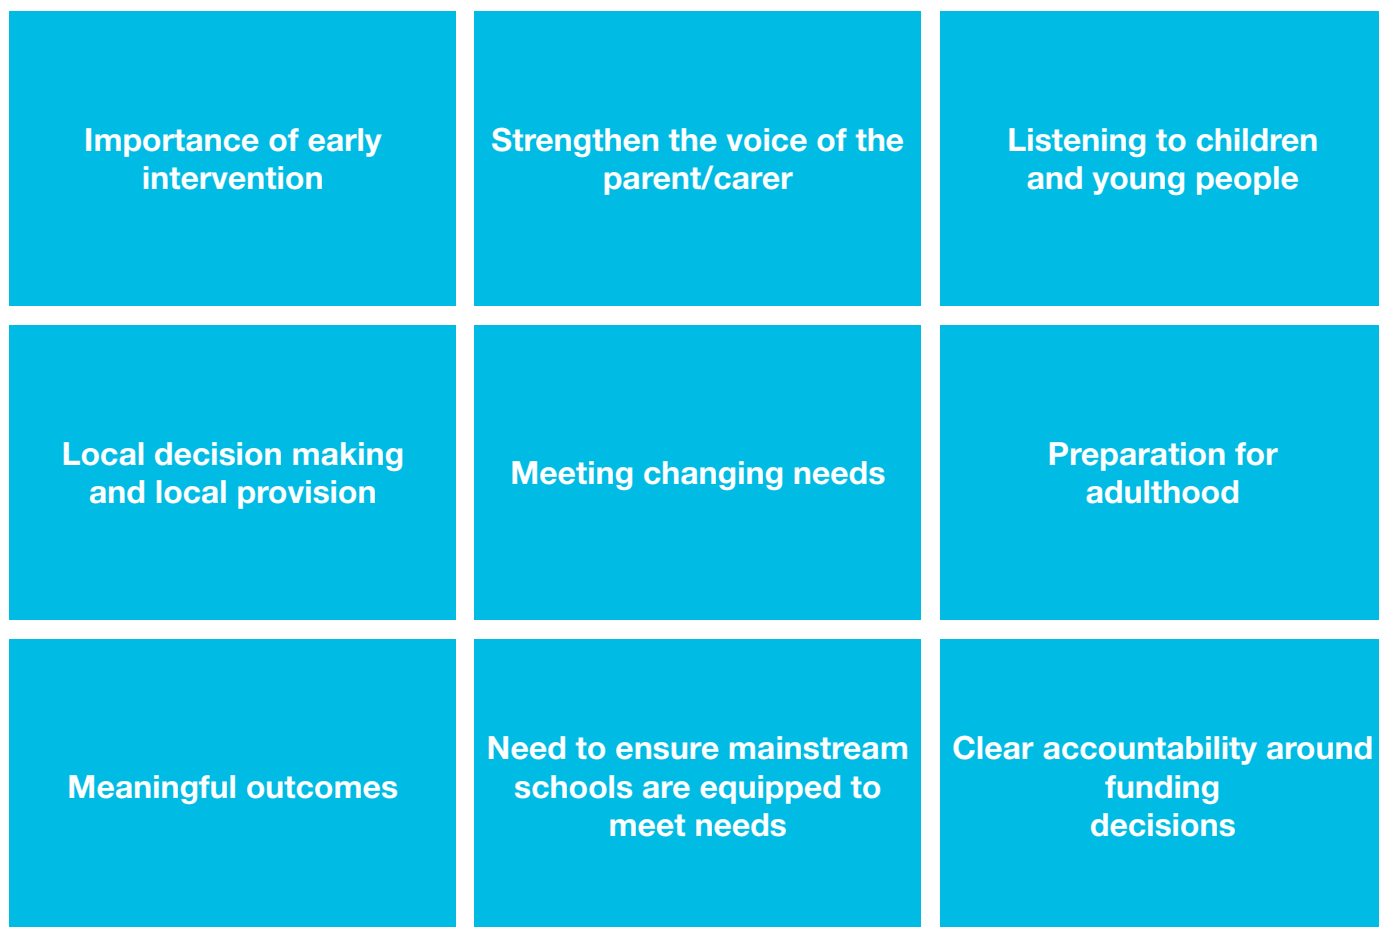 Importance of early
intervention
Strengthen the voice of the
parent/carer
Listening to children
and young people
Local decision making
and local provision
Meeting changing needs
Preparation for
adulthood
Meaningful outcomes
Need to ensure mainstream
schools are equipped to
meet needs
Clear accountability around
funding
decisions